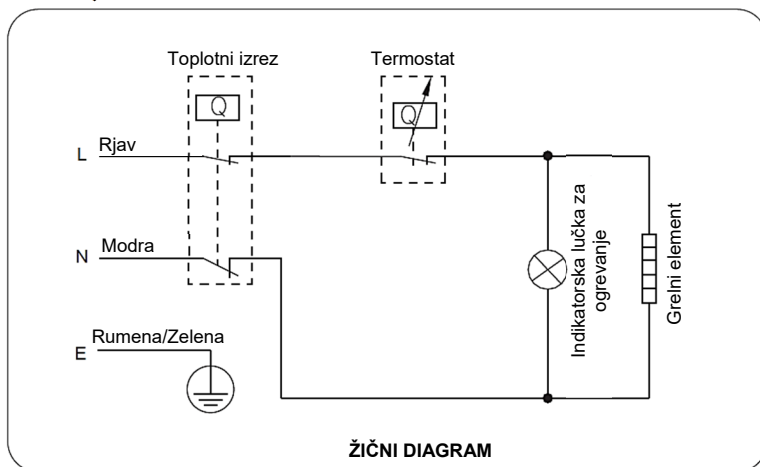 Toplotni izrez
Termostat
Q
Q
L
Rjav
N
Modra
E
Rumena/Zelena
Indikatorska lučka za
ogrevanje
Grelni element
ŽIČNI DIAGRAM